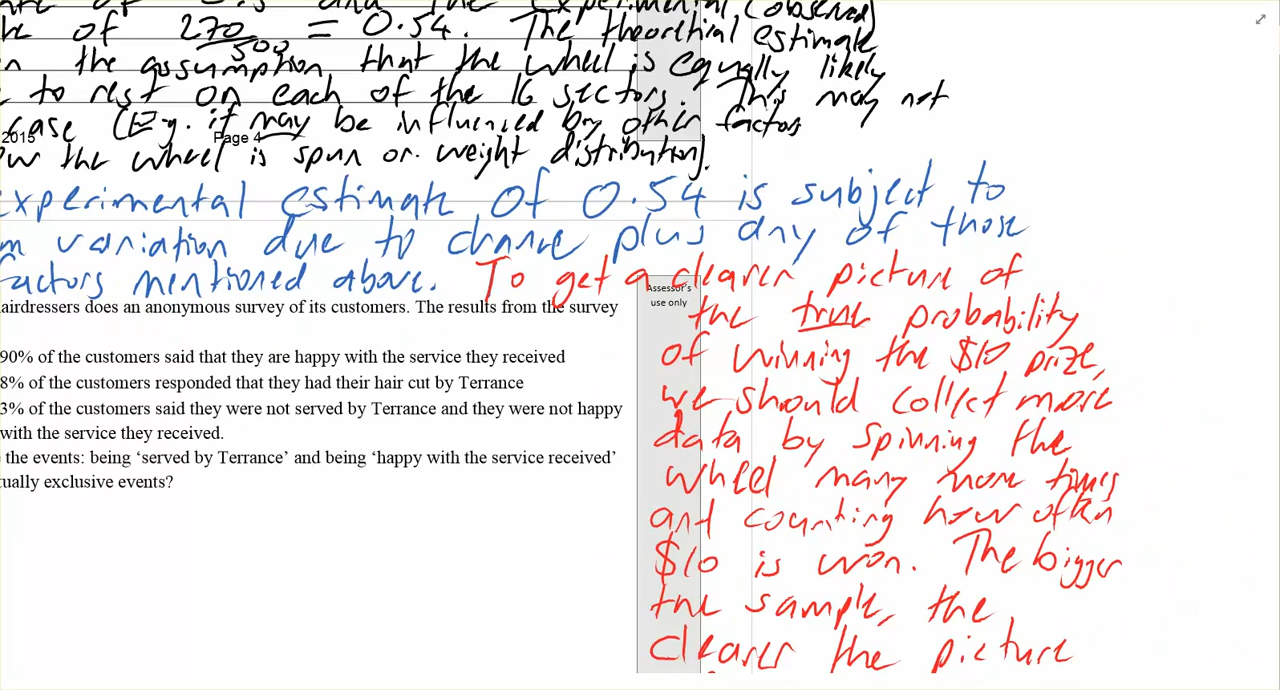 of 270/500 = 0.54. The theoretical estimate
the assumption that the wheel is equally likely
to rest on each of the 16 sectors. This may not
case (E.g. it may be influenced by other factors
2015 Page 4
the wheel is spun or weight distribution).
experimental estimate of 0.54 is subject to
variation due to chance plus any of those
factors mentioned above. To get a clearer picture of
Assessor's
use only
airdressers does an anonymous survey of its customers. The results from the survey
the true probability
of winning the $10 prize,
90% of the customers said that they are happy with the service they received
8% of the customers responded that they had their hair cut by Terrance
we should collect more
3% of the customers said they were not served by Terrance and they were not happy
with the service they received.
data by spinning the
the events: being ‘served by Terrance’ and being ‘happy with the service received’
ually exclusive events?
wheel many more times
and counting how often
$10 is won. The bigger
the sample, the
clearer the picture